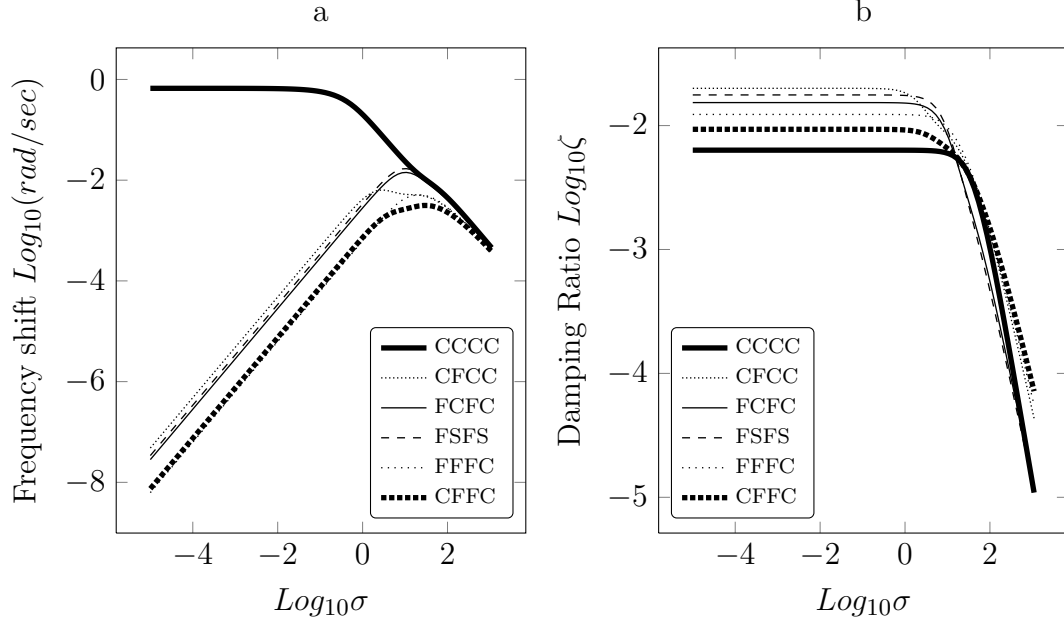 a
Frequency shift Log₁₀(rad/sec)
0
−2
−4
−6
−8
−4
−2
0
2
Log₁₀σ
CCCC
CFCC
FCFC
FSFS
FFFC
CFFC
b
Damping Ratio Log₁₀ζ
−2
−3
−4
−5
−4
−2
0
2
Log₁₀σ
CCCC
CFCC
FCFC
FSFS
FFFC
CFFC